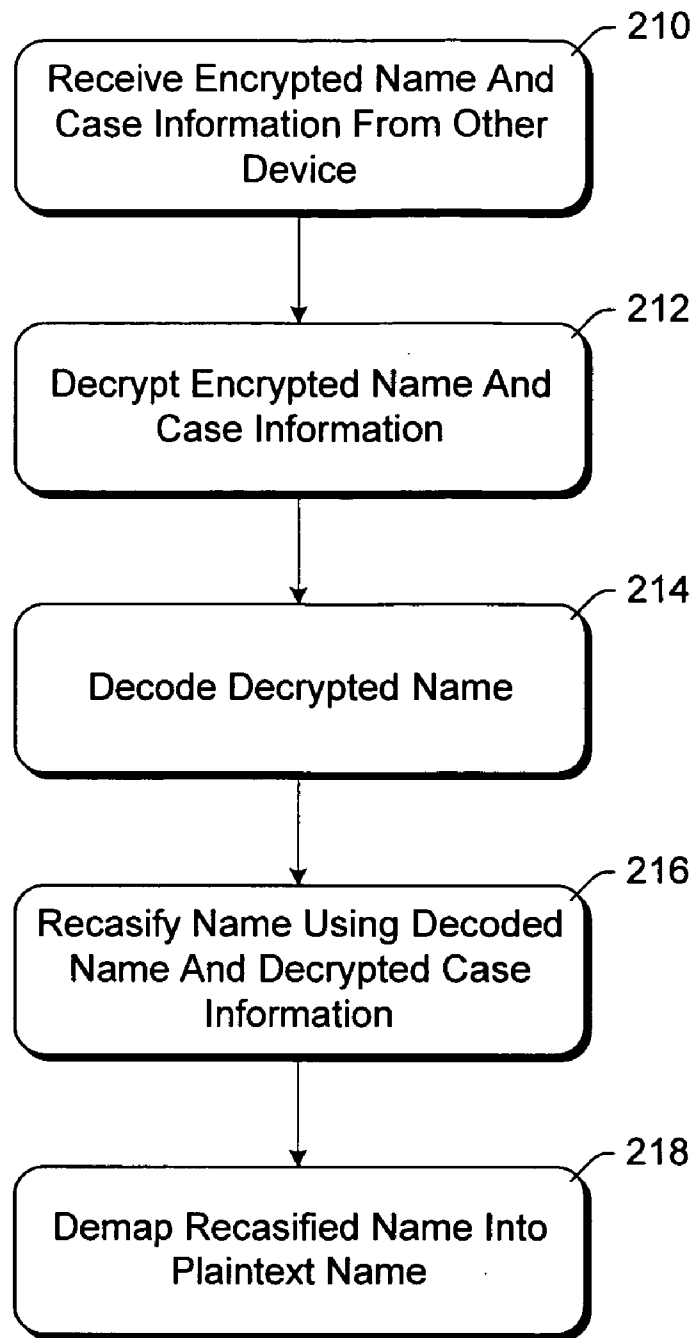 210
Receive Encrypted Name And
Case Information From Other
Device
212
Decrypt Encrypted Name And
Case Information
214
Decode Decrypted Name
216
Recasify Name Using Decoded
Name And Decrypted Case
Information
218
Demap Recasified Name Into
Plaintext Name